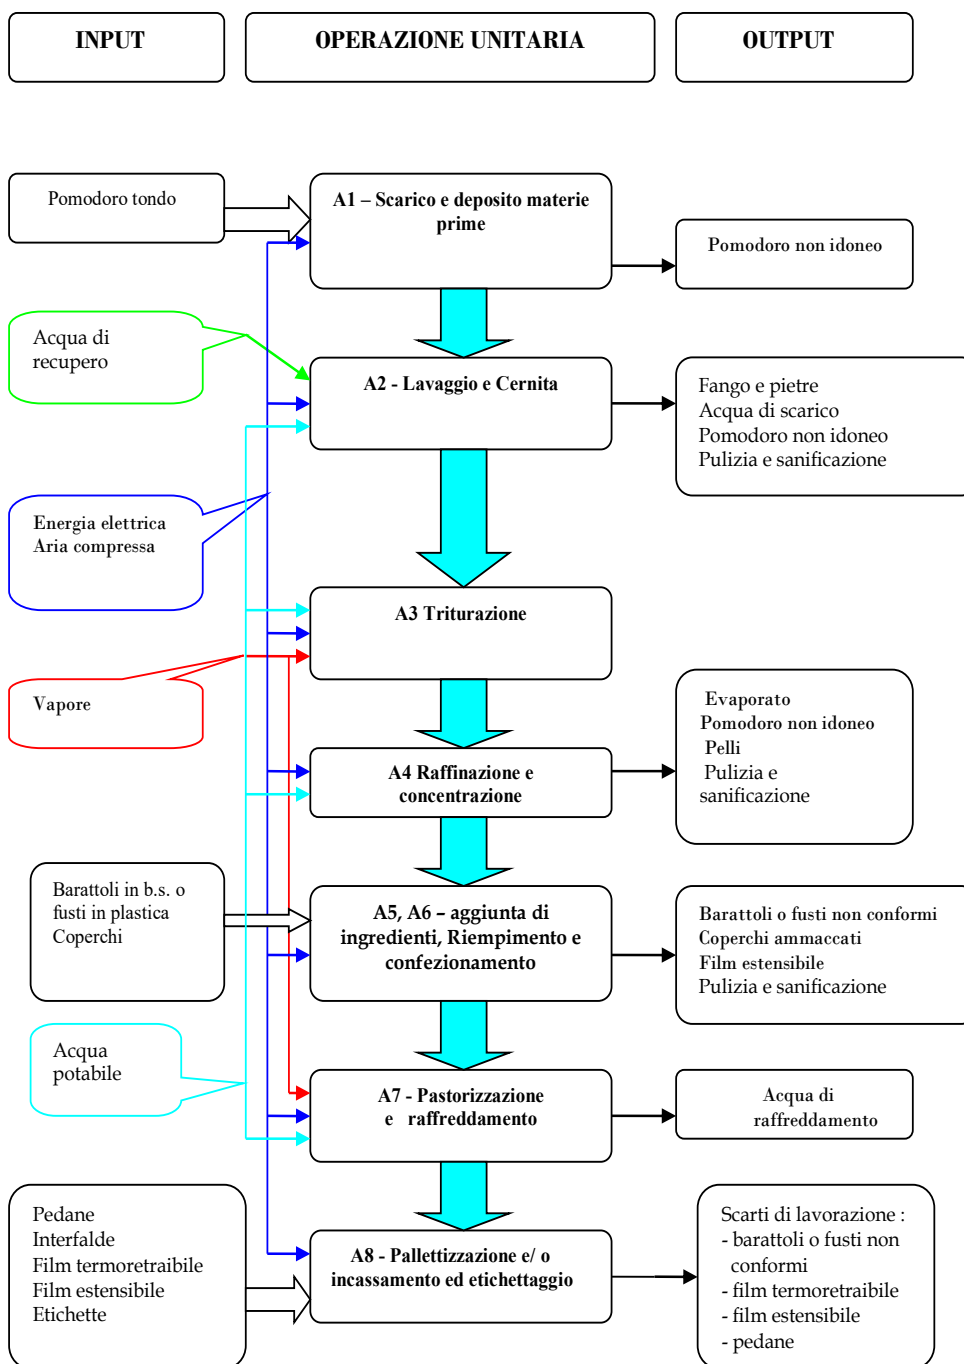 INPUT
OPERAZIONE UNITARIA
OUTPUT
Pomodoro tondo
A1 – Scarico e deposito materie
prime
Pomodoro non idoneo
Acqua di
recupero
A2 - Lavaggio e Cernita
Fango e pietre
Acqua di scarico
Pomodoro non idoneo
Pulizia e sanificazione
Energia elettrica
Aria compressa
A3 Triturazione
Vapore
Evaporato
Pomodoro non idoneo
Pelli
Pulizia e
sanificazione
A4 Raffinazione e
concentrazione
Barattoli in b.s. o
fusti in plastica
Coperchi
A5, A6 – aggiunta di
ingredienti, Riempimento e
confezionamento
Barattoli o fusti non conformi
Coperchi ammaccati
Film estensibile
Pulizia e sanificazione
Acqua
potabile
A7 - Pastorizzazione
e raffreddamento
Acqua di
raffreddamento
Pedane
Interfalde
Film termoretraibile
Film estensibile
Etichette
A8 - Pallettizzazione e/ o
incassamento ed etichettaggio
Scarti di lavorazione :
- barattoli o fusti non
conformi
- film termoretraibile
- film estensibile
- pedane